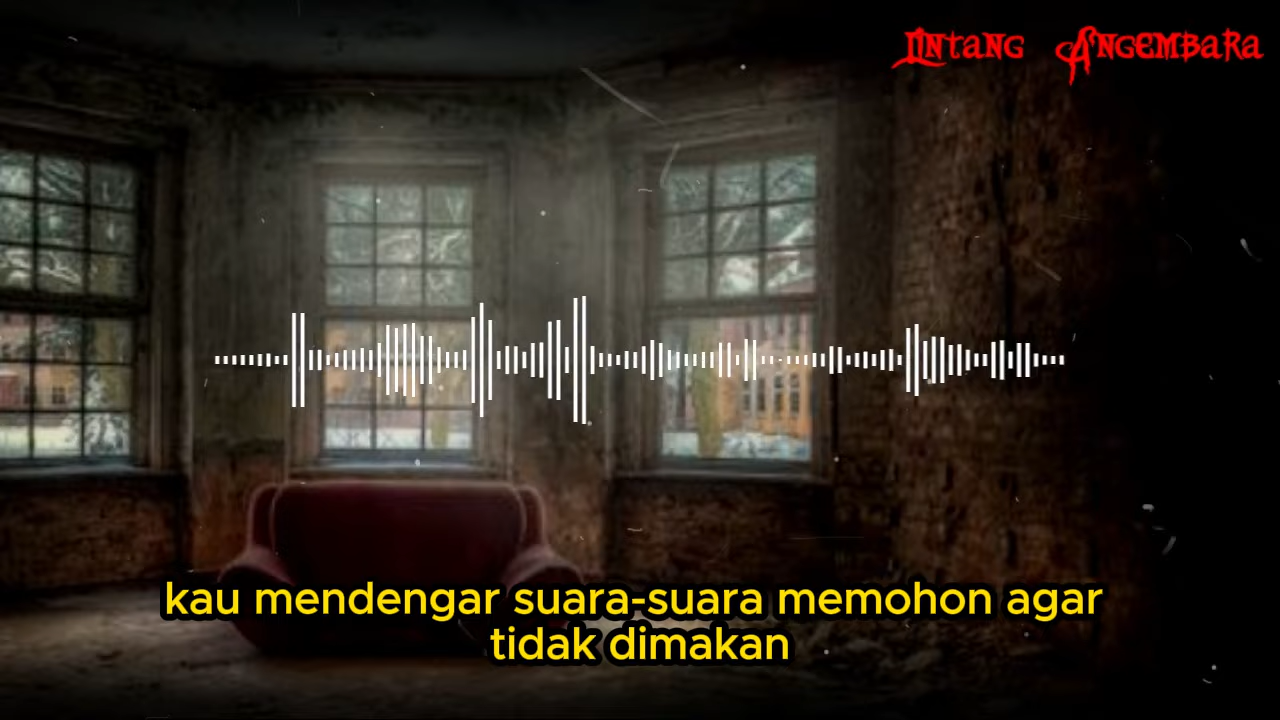 Lintang Angembara
kau mendengar suara-suara memohon agar
tidak dimakan